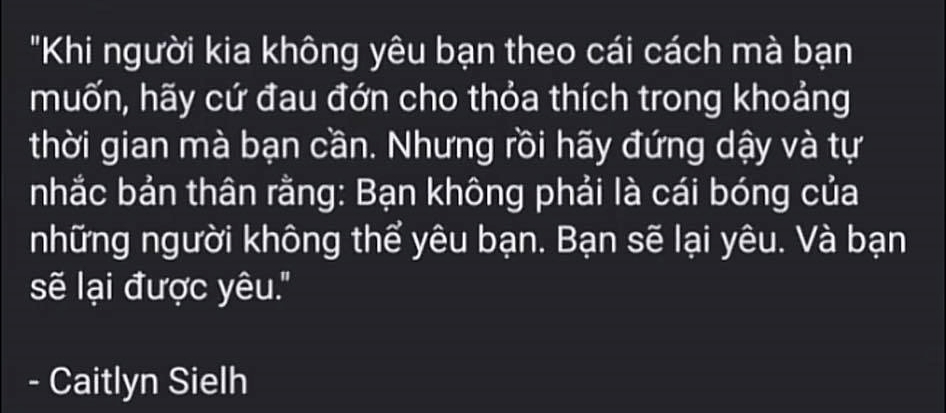 "Khi người kia không yêu bạn theo cái cách mà bạn
muốn, hãy cứ đau đớn cho thỏa thích trong khoảng
thời gian mà bạn cần. Nhưng rồi hãy đứng dậy và tự
nhắc bản thân rằng: Bạn không phải là cái bóng của
những người không thể yêu bạn. Bạn sẽ lại yêu. Và bạn
sẽ lại được yêu."
- Caitlyn Sielh